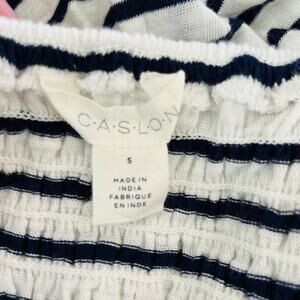 C·A·S·L·O·N
S
MADE IN
INDIA
FABRIQUE
EN INDE